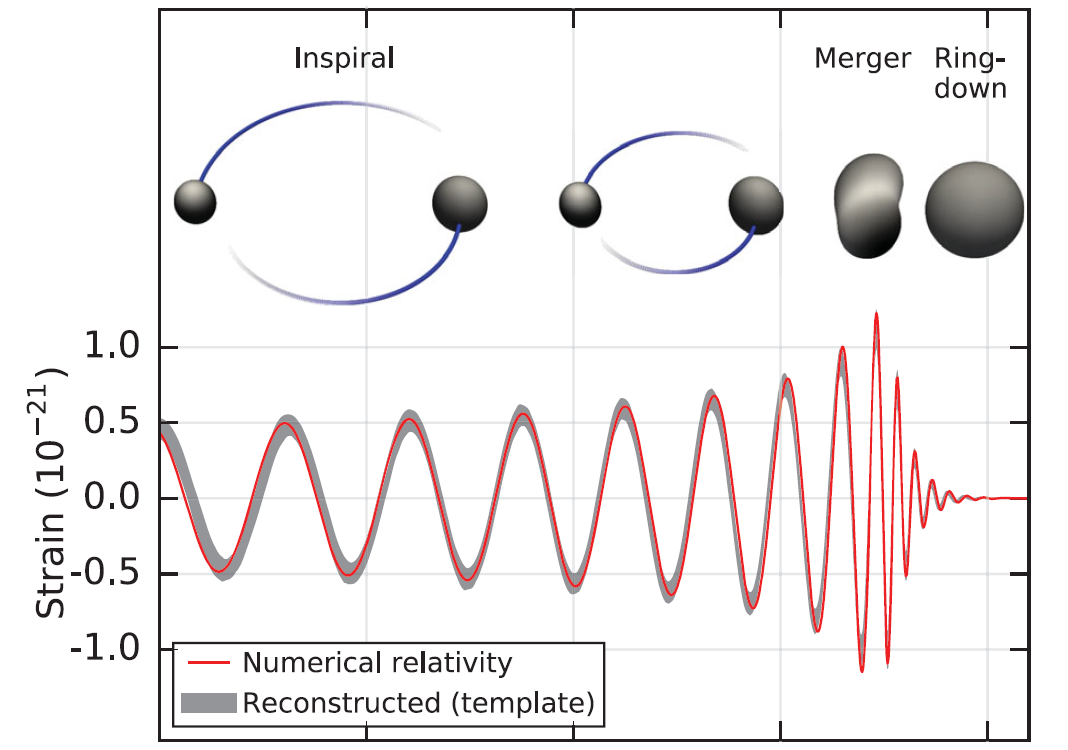 Inspiral
Merger
Ring-
down
Strain (10⁻²¹)
1.0
0.5
0.0
-0.5
-1.0
Numerical relativity
Reconstructed (template)